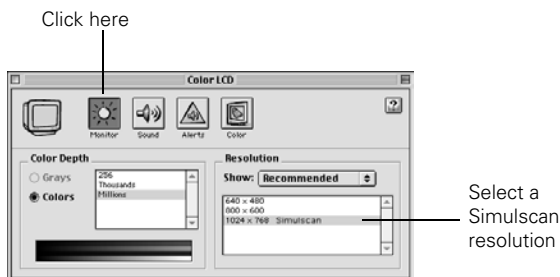 Click here
Color LCD
Monitor Sound Alerts Color
?
Color Depth
Grays
Colors
256
Thousands
Millions
Resolution
Show: Recommended
640 x 480
800 x 600
1024 x 768 Simulscan
Select a
Simulscan
resolution